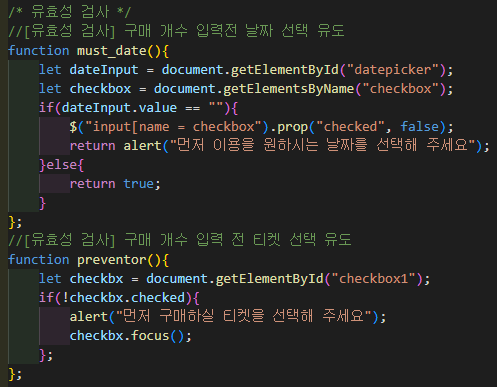 /* 유효성 검사 */
//[유효성 검사] 구매 개수 입력전 날짜 선택 유도
function must_date(){
    let dateInput = document.getElementById("datepicker");
    let checkbox = document.getElementsByName("checkbox");
    if(dateInput.value == ""){
        $("input[name = checkbox").prop("checked", false);
        return alert("먼저 이용을 원하시는 날짜를 선택해 주세요");
    }else{
        return true;
    }
};
//[유효성 검사] 구매 개수 입력 전 티켓 선택 유도
function preventor(){
    let checkbx = document.getElementById("checkbox1");
    if(!checkbx.checked){
        alert("먼저 구매하실 티켓을 선택해 주세요");
        checkbx.focus();
    };
};